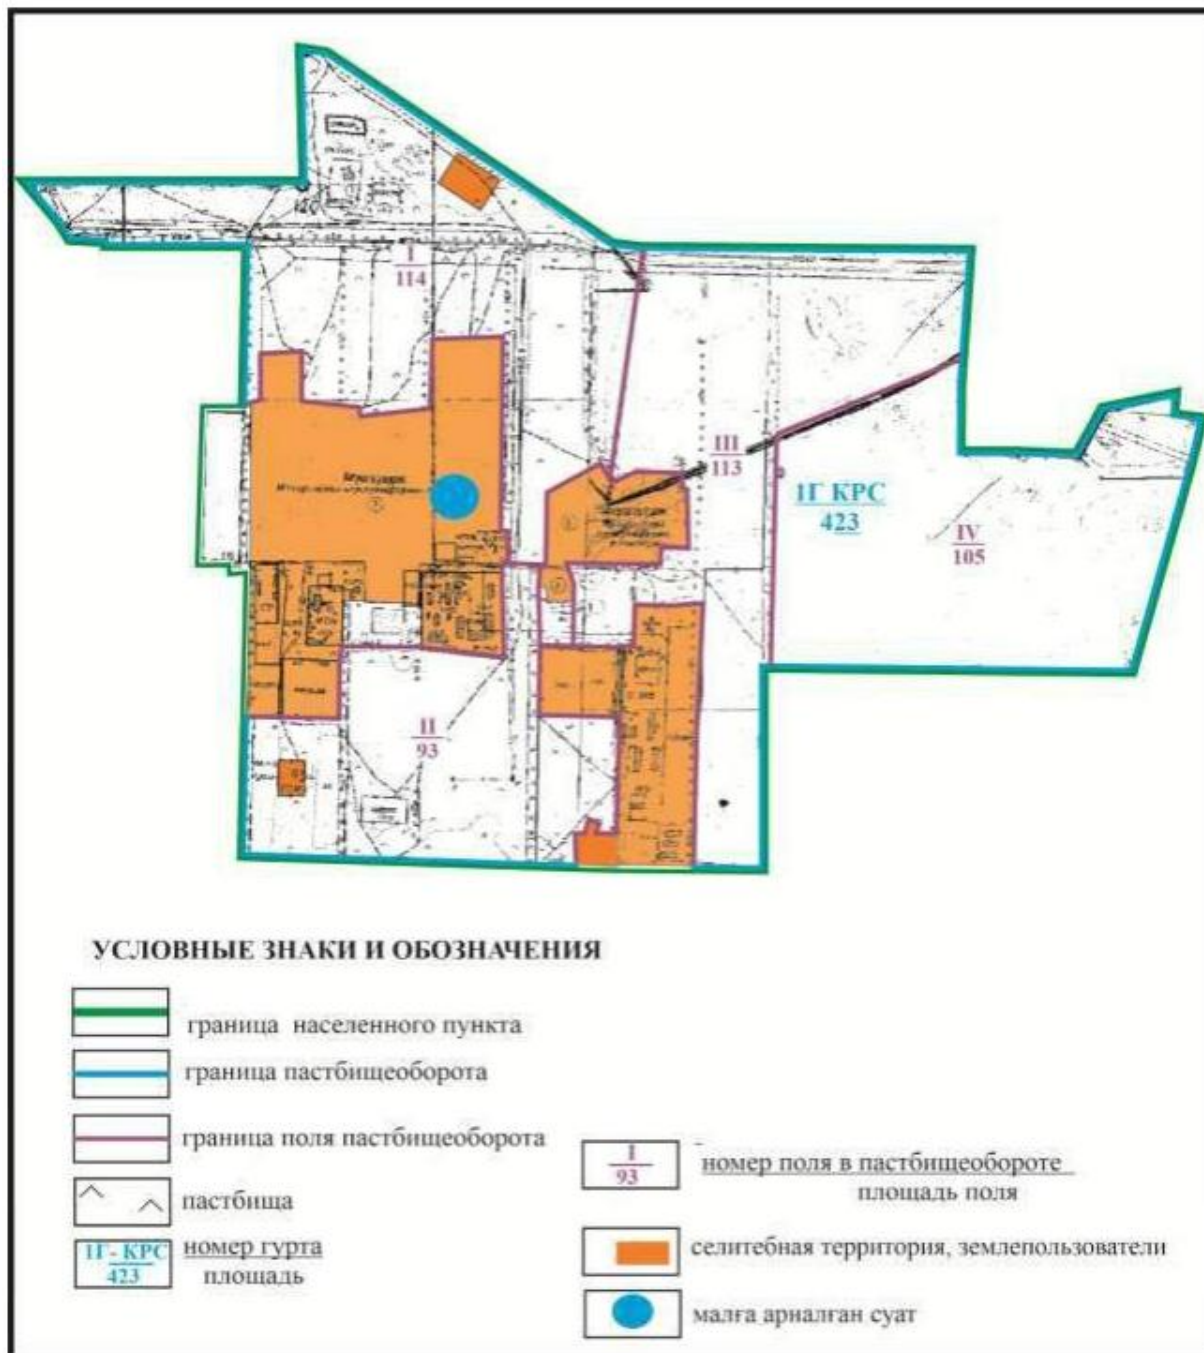 I
114
III
113
1Г КРС
423
IV
105
II
93
УСЛОВНЫЕ ЗНАКИ И ОБОЗНАЧЕНИЯ
граница населенного пункта
граница пастбищеоборота
граница поля пастбищеоборота
пастбища
1Г- КРС
423
номер гурта
площадь
I
93
номер поля в пастбищеобороте
площадь поля
селитебная территория, землепользователи
малға арналған суат